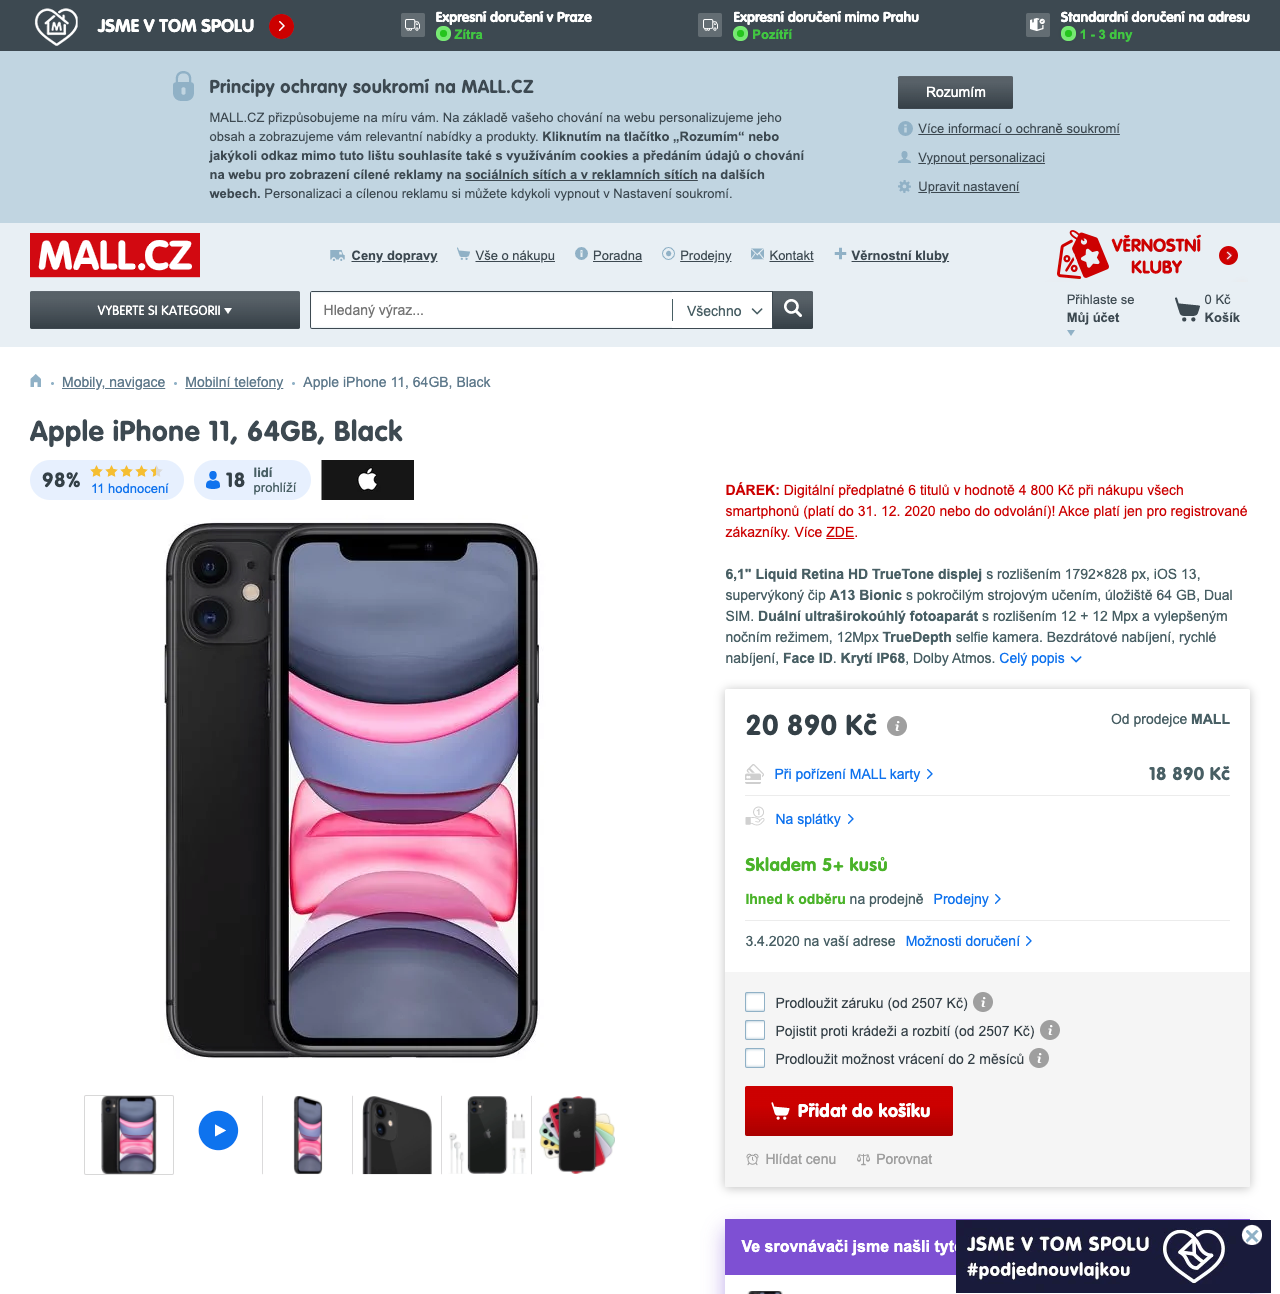 JSME V TOM SPOLU
Expresní doručení v Praze
Zítra
Expresní doručení mimo Prahu
Pozítří
Standardní doručení na adresu
1 - 3 dny
Principy ochrany soukromí na MALL.CZ
MALL.CZ přizpůsobujeme na míru vám. Na základě vašeho chování na webu personalizujeme jeho
obsah a zobrazujeme vám relevantní nabídky a produkty. Kliknutím na tlačítko „Rozumím“ nebo
jakýkoli odkaz mimo tuto lištu souhlasíte také s využíváním cookies a předáním údajů o chování
na webu pro zobrazení cílené reklamy na sociálních sítích a v reklamních sítích na dalších
webech. Personalizaci a cílenou reklamu si můžete kdykoli vypnout v Nastavení soukromí.
Rozumím
Více informací o ochraně soukromí
Vypnout personalizaci
Upravit nastavení
MALL.CZ
Ceny dopravy
Vše o nákupu
Poradna
Prodejny
Kontakt
Věrnostní kluby
VĚRNOSTNÍ
KLUBY
VYBERTE SI KATEGORII
Hledaný výraz...
Všechno
Přihlaste se
Můj účet
0 Kč
Košík
Mobily, navigace
Mobilní telefony
Apple iPhone 11, 64GB, Black
Apple iPhone 11, 64GB, Black
98%
11 hodnocení
18
lidí
prohlíží
DÁREK: Digitální předplatné 6 titulů v hodnotě 4 800 Kč při nákupu všech
smartphonů (platí do 31. 12. 2020 nebo do odvolání)! Akce platí jen pro registrované
zákazníky. Více ZDE.
6,1" Liquid Retina HD TrueTone displej s rozlišením 1792×828 px, iOS 13,
supervýkoný čip A13 Bionic s pokročilým strojovým učením, úložiště 64 GB, Dual
SIM. Duální ultraširokoúhlý fotoaparát s rozlišením 12 + 12 Mpx a vylepšeným
nočním režimem, 12Mpx TrueDepth selfie kamera. Bezdrátové nabíjení, rychlé
nabíjení, Face ID. Krytí IP68, Dolby Atmos. Celý popis
20 890 Kč
Od prodejce MALL
Při pořízení MALL karty
18 890 Kč
Na splátky
Skladem 5+ kusů
Ihned k odběru na prodejně Prodejny
3.4.2020 na vaší adrese Možnosti doručení
Prodloužit záruku (od 2507 Kč)
Pojistit proti krádeži a rozbití (od 2507 Kč)
Prodloužit možnost vrácení do 2 měsíců
Přidat do košíku
Hlídat cenu
Porovnat
Ve srovnávači jsme našli
JSME V TOM SPOLU
#podjednouvlajkou